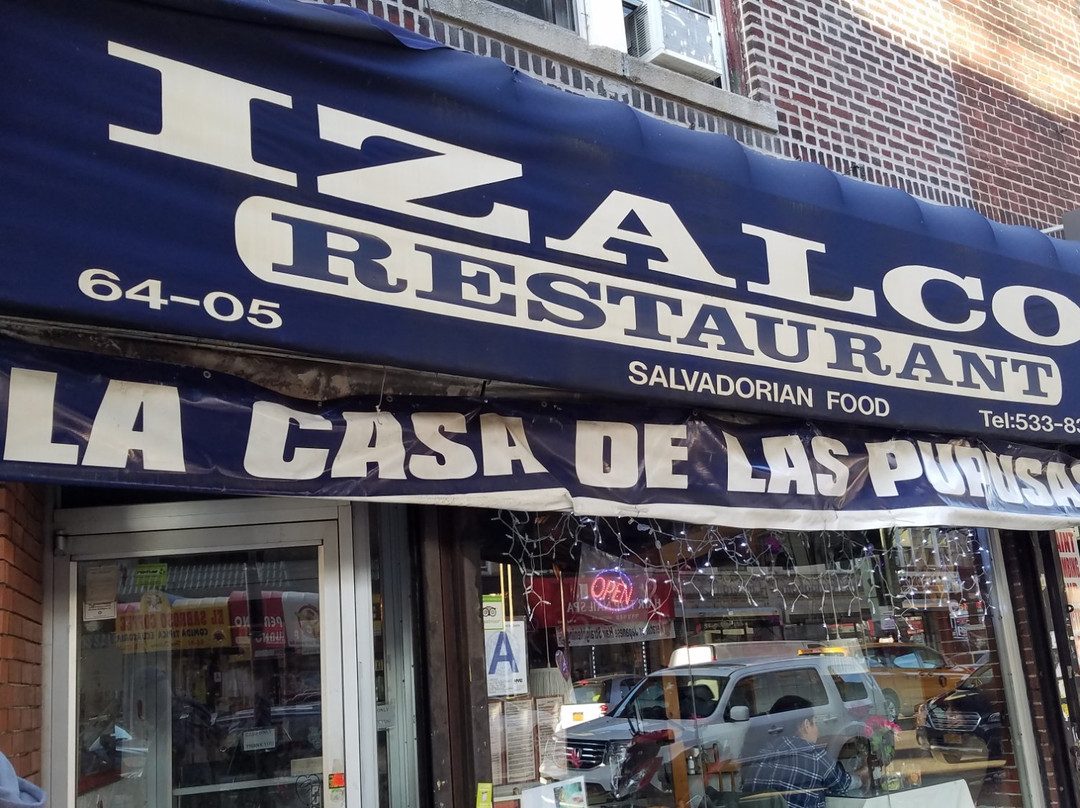 IZALCO
RESTAURANT
64-05
SALVADORIAN FOOD
Tel:533-83
LA CASA DE LAS PUPUSAS
OPEN
A